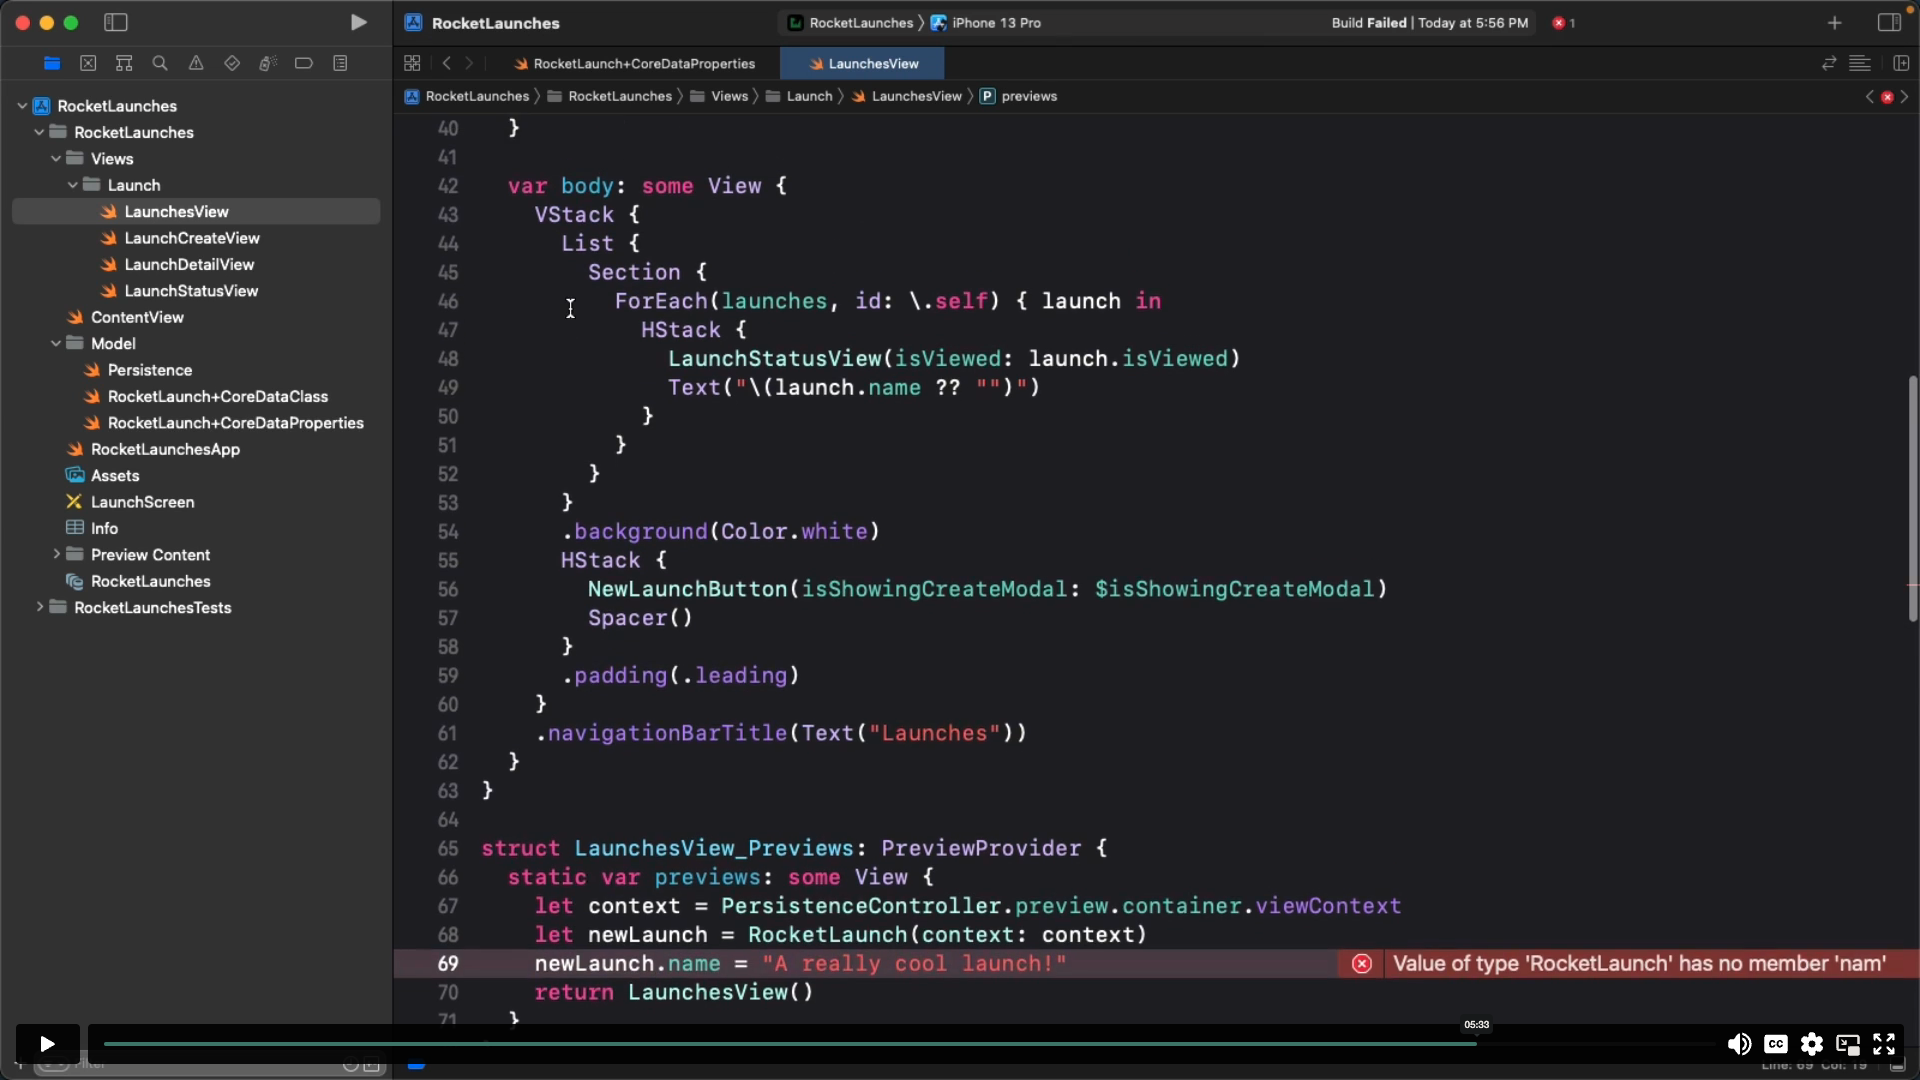 RocketLaunches
RocketLaunches 〉 iPhone 13 Pro
Build Failed | Today at 5:56 PM
1
RocketLaunch+CoreDataProperties
LaunchesView
RocketLaunches 〉 RocketLaunches 〉 Views 〉 Launch 〉 LaunchesView 〉 P previews
RocketLaunches
RocketLaunches
Views
Launch
LaunchesView
LaunchCreateView
LaunchDetailView
LaunchStatusView
ContentView
Model
Persistence
RocketLaunch+CoreDataClass
RocketLaunch+CoreDataProperties
RocketLaunchesApp
Assets
LaunchScreen
Info
Preview Content
RocketLaunches
RocketLaunchesTests
40 }
41
42 var body: some View {
43 VStack {
44 List {
45 Section {
46 ForEach(launches, id: \.self) { launch in
47 HStack {
48 LaunchStatusView(isViewed: launch.isViewed)
49 Text("\(launch.name ?? "")")
50 }
51 }
52 }
53 }
54 .background(Color.white)
55 HStack {
56 NewLaunchButton(isShowingCreateModal: $isShowingCreateModal)
57 Spacer()
58 }
59 .padding(.leading)
60 }
61 .navigationBarTitle(Text("Launches"))
62 }
63 }
64
65 struct LaunchesView_Previews: PreviewProvider {
66 static var previews: some View {
67 let context = PersistenceController.preview.container.viewContext
68 let newLaunch = RocketLaunch(context: context)
69 newLaunch.name = "A really cool launch!"
Value of type 'RocketLaunch' has no member 'nam'
70 return LaunchesView()
71 }
05:33
CC
Filter
Line: 69 Col: 19